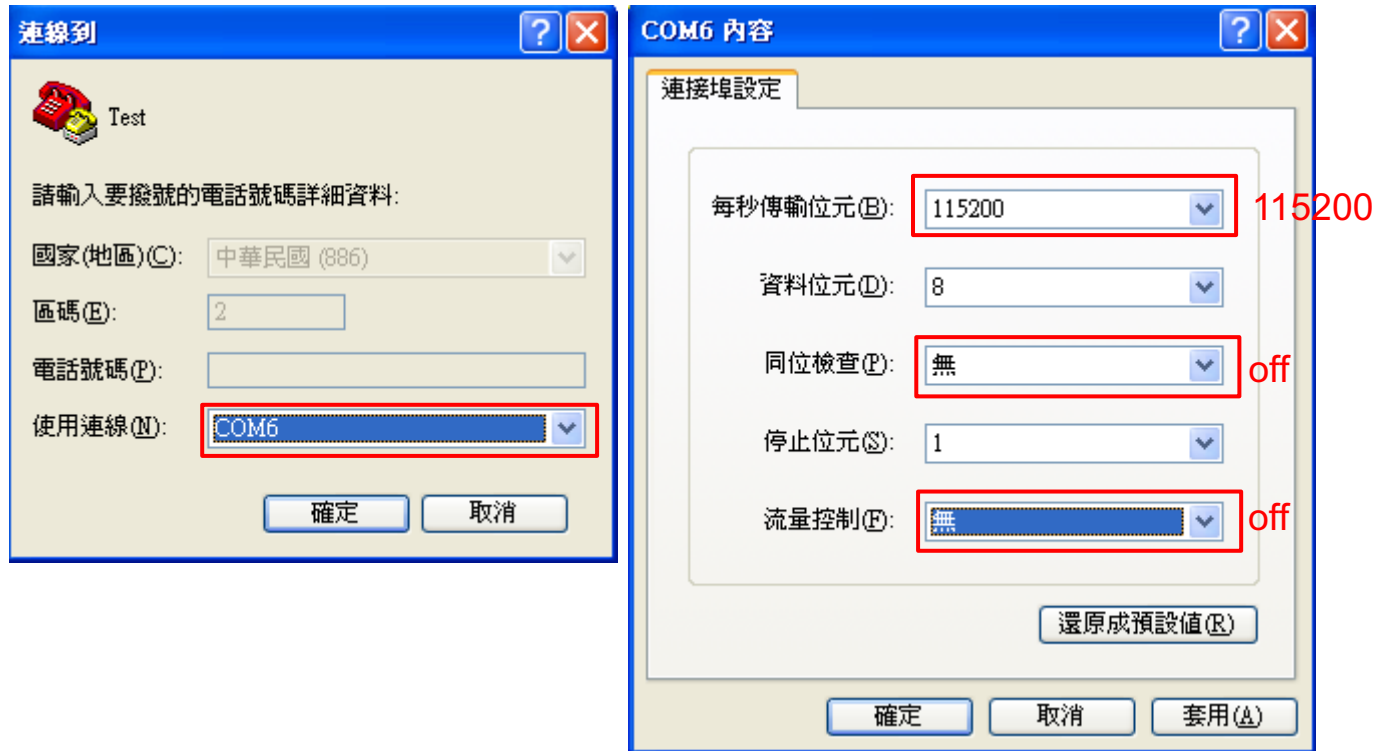 連線到
Test
請輸入要撥號的電話號碼詳細資料:
國家(地區)(C): 中華民國 (886)
區碼(E): 2
電話號碼(P):
使用連線(N): COM6
確定 取消
COM6 內容
連接埠設定
每秒傳輸位元(B): 115200 115200
資料位元(D): 8
同位檢查(P): 無 off
停止位元(S): 1
流量控制(F): 無 off
還原成預設值(R)
確定 取消 套用(A)